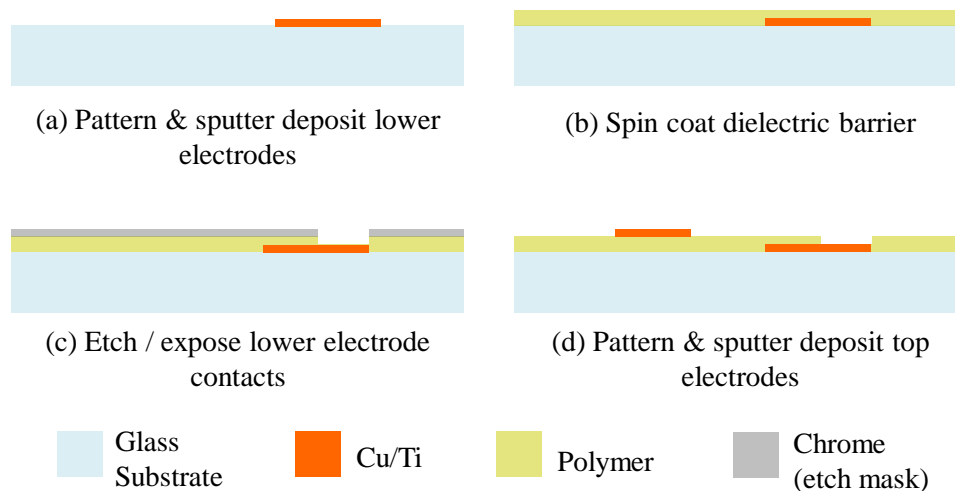 (a) Pattern & sputter deposit lower
electrodes
(b) Spin coat dielectric barrier
(c) Etch / expose lower electrode
contacts
(d) Pattern & sputter deposit top
electrodes
Glass
Substrate
Cu/Ti
Polymer
Chrome
(etch mask)